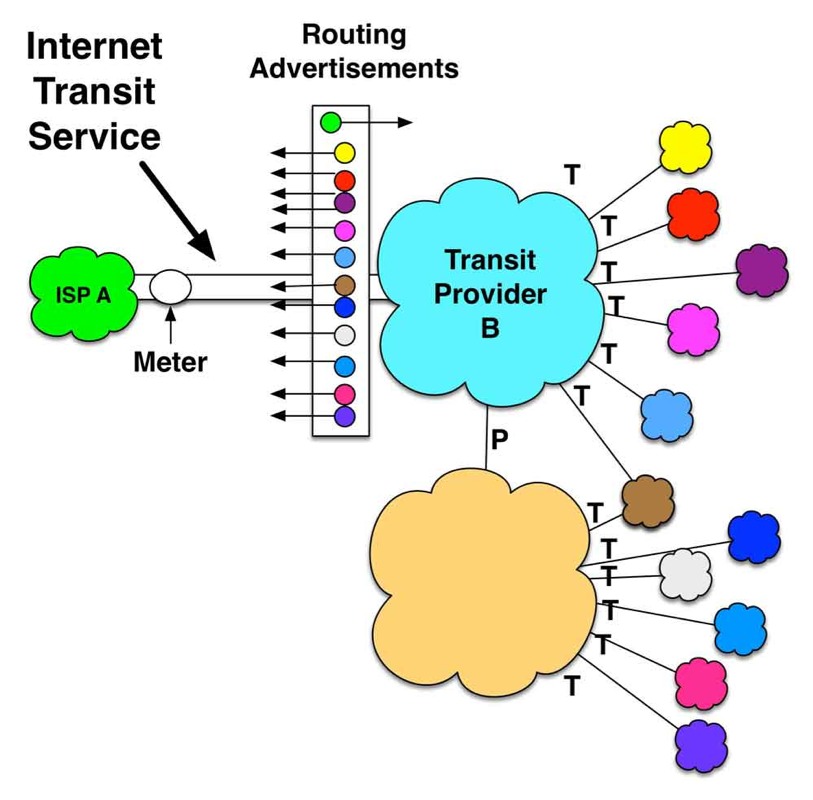 Internet
Transit
Service
Routing
Advertisements
ISP A
Meter
Transit
Provider
B
T
T
T
T
T
T
P
T
T
T
T
T
T